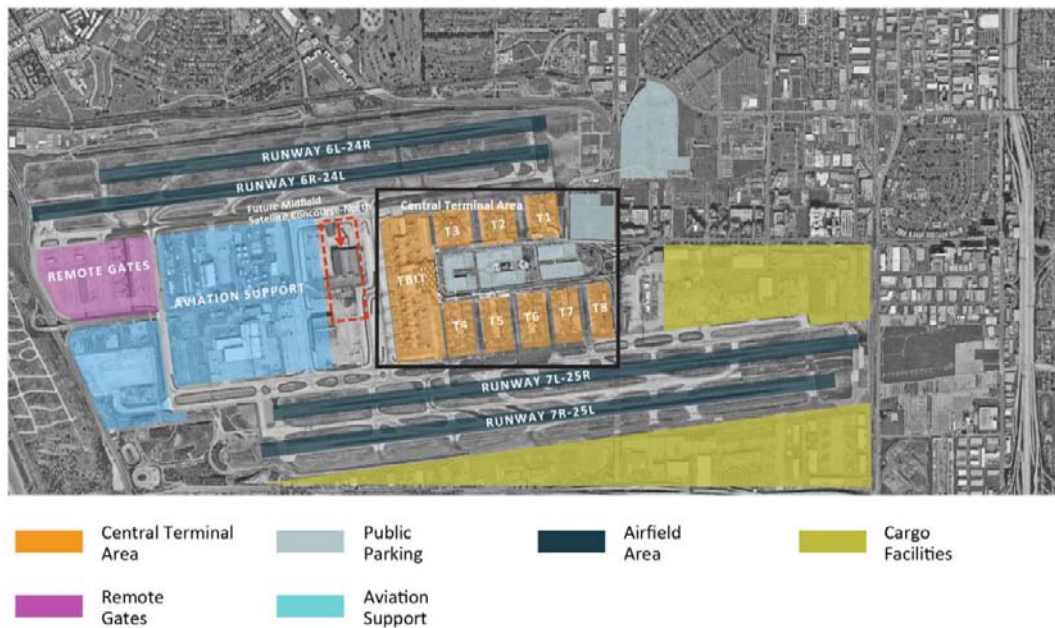 RUNWAY 6L-24R
RUNWAY 6R-24L
Future Midfield
Satellite Concourse-North
Central Terminal Area
T3
T2
T1
REMOTE GATES
AVIATION SUPPORT
TBIT
T4
T5
T6
T7
T8
RUNWAY 7L-25R
RUNWAY 7R-25L
Central Terminal
Area
Public
Parking
Airfield
Area
Cargo
Facilities
Remote
Gates
Aviation
Support